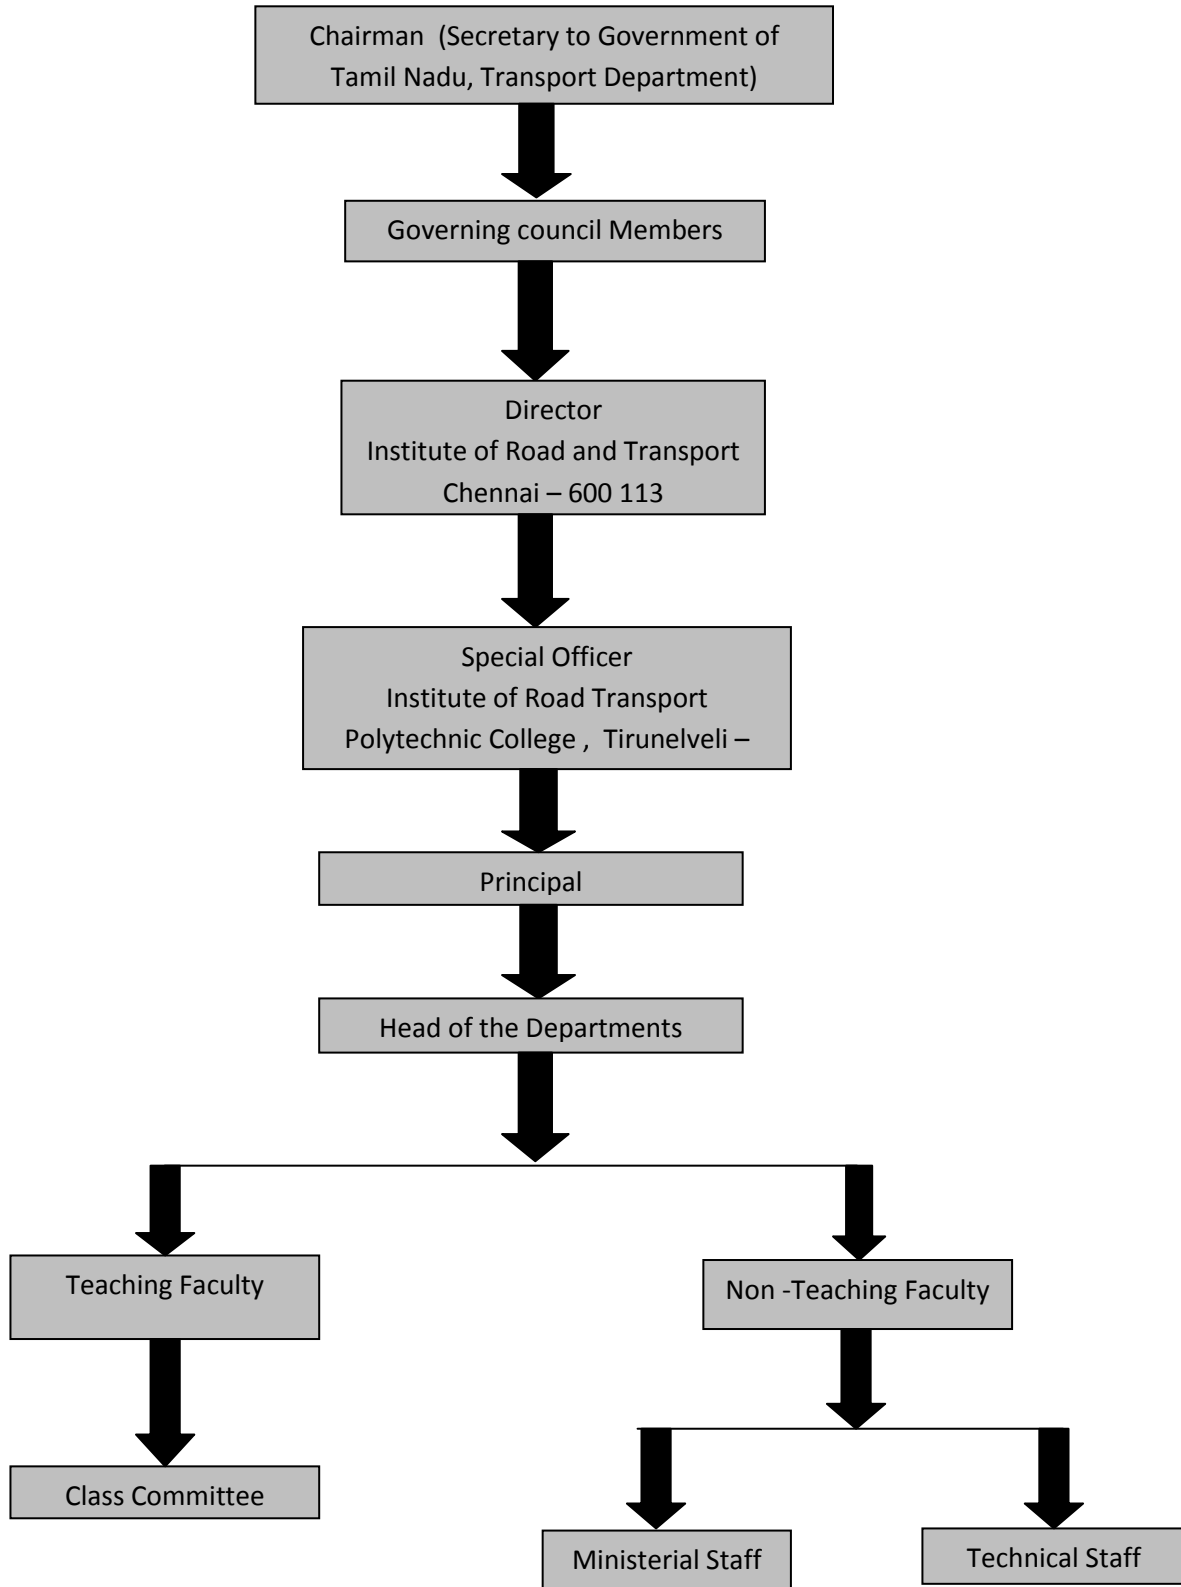 Chairman (Secretary to Government of
Tamil Nadu, Transport Department)
Governing council Members
Director
Institute of Road and Transport
Chennai – 600 113
Special Officer
Institute of Road Transport
Polytechnic College , Tirunelveli –
Principal
Head of the Departments
Teaching Faculty
Non -Teaching Faculty
Class Committee
Ministerial Staff
Technical Staff